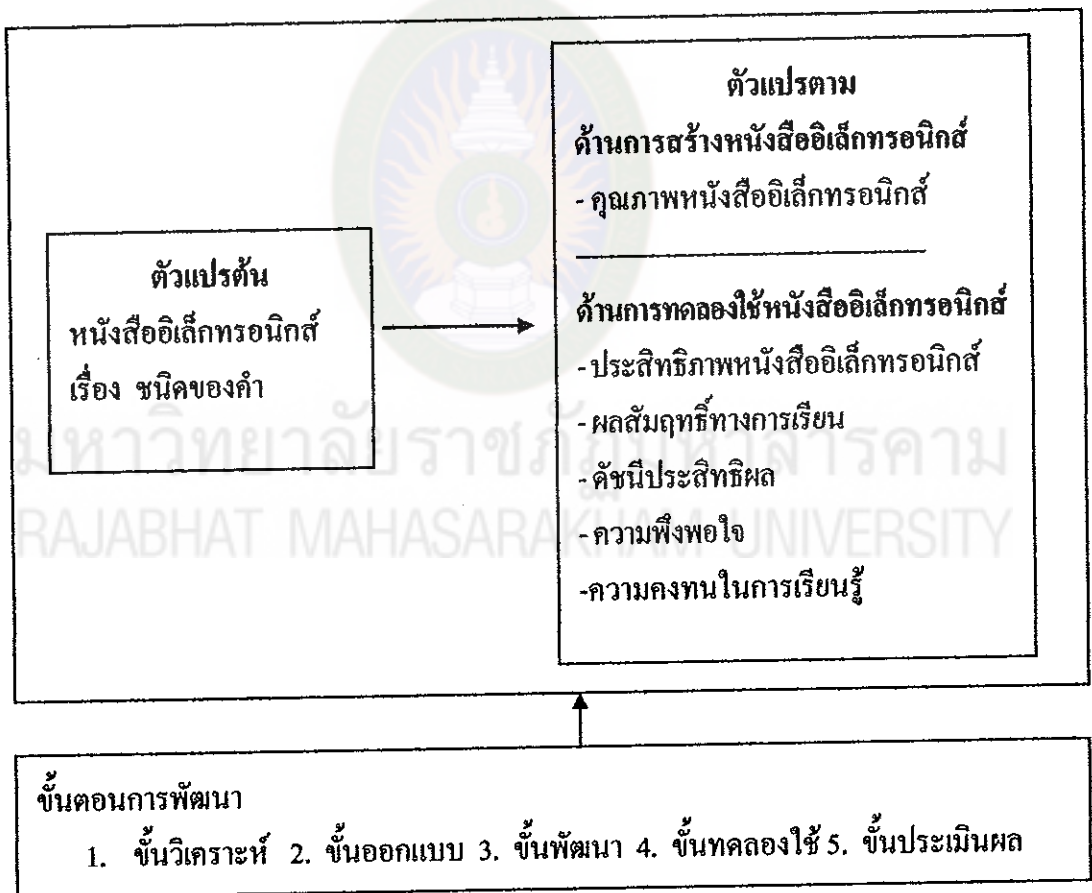 ตัวแปรต้น
หนังสืออิเล็กทรอนิกส์
เรื่อง ชนิดของคำ
ตัวแปรตาม
ด้านการสร้างหนังสืออิเล็กทรอนิกส์
- คุณภาพหนังสืออิเล็กทรอนิกส์
ด้านการทดลองใช้หนังสืออิเล็กทรอนิกส์
- ประสิทธิภาพหนังสืออิเล็กทรอนิกส์
- ผลสัมฤทธิ์ทางการเรียน
- ดัชนีประสิทธิผล
- ความพึงพอใจ
-ความคงทนในการเรียนรู้
มหาวิทยาลัยราชภัฏมหาสารคาม
RAJABHAT MAHASARAKHAM UNIVERSITY
ขั้นตอนการพัฒนา
1. ขั้นวิเคราะห์ 2. ขั้นออกแบบ 3. ขั้นพัฒนา 4. ขั้นทดลองใช้ 5. ขั้นประเมินผล